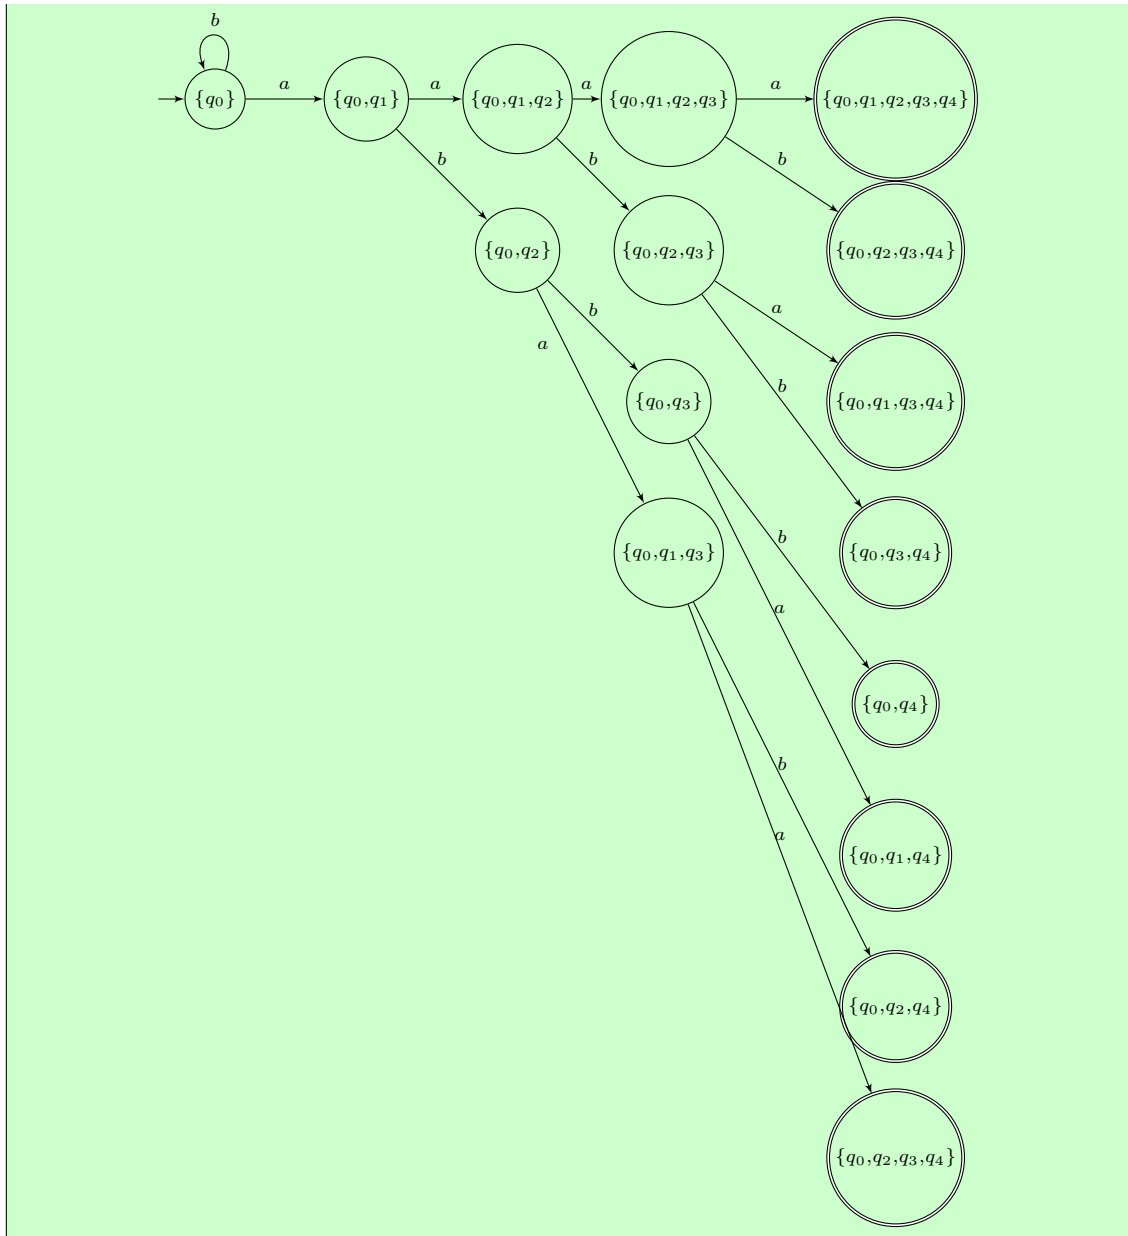 b
a
a
a
a
{q0} {q0,q1} {q0,q1,q2} {q0,q1,q2,q3} {q0,q1,q2,q3,q4}
b
b
b
{q0,q2} {q0,q2,q3} {q0,q2,q3,q4}
b
a
a
b
{q0,q3} {q0,q1,q3,q4}
b
{q0,q1,q3} {q0,q3,q4}
a
{q0,q4}
b
a
{q0,q1,q4}
{q0,q2,q4}
{q0,q2,q3,q4}